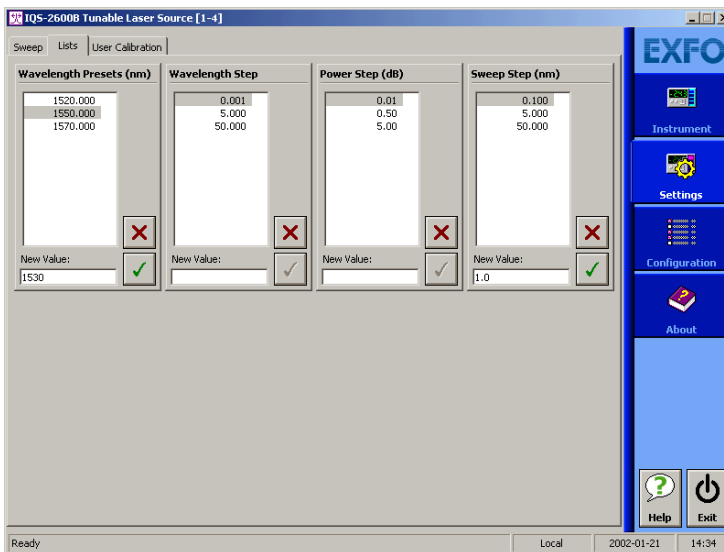 IQS-2600B Tunable Laser Source [1-4]
Sweep Lists User Calibration
Wavelength Presets (nm)
1520.000
1550.000
1570.000
New Value:
1530
Wavelength Step
0.001
5.000
50.000
New Value:
Power Step (dB)
0.01
0.50
5.00
New Value:
Sweep Step (nm)
0.100
5.000
50.000
New Value:
1.0
EXFO
Instrument
Settings
Configuration
About
Help Exit
Ready Local 2002-01-21 14:34